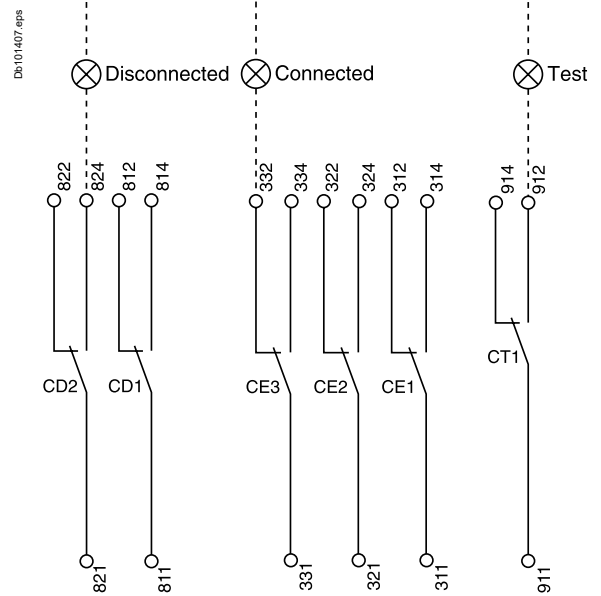 Db101407.eps
Disconnected
Connected
Test
822
824
812
814
332
334
322
324
312
314
914
912
CD2
CD1
CE3
CE2
CE1
CT1
821
811
331
321
311
911